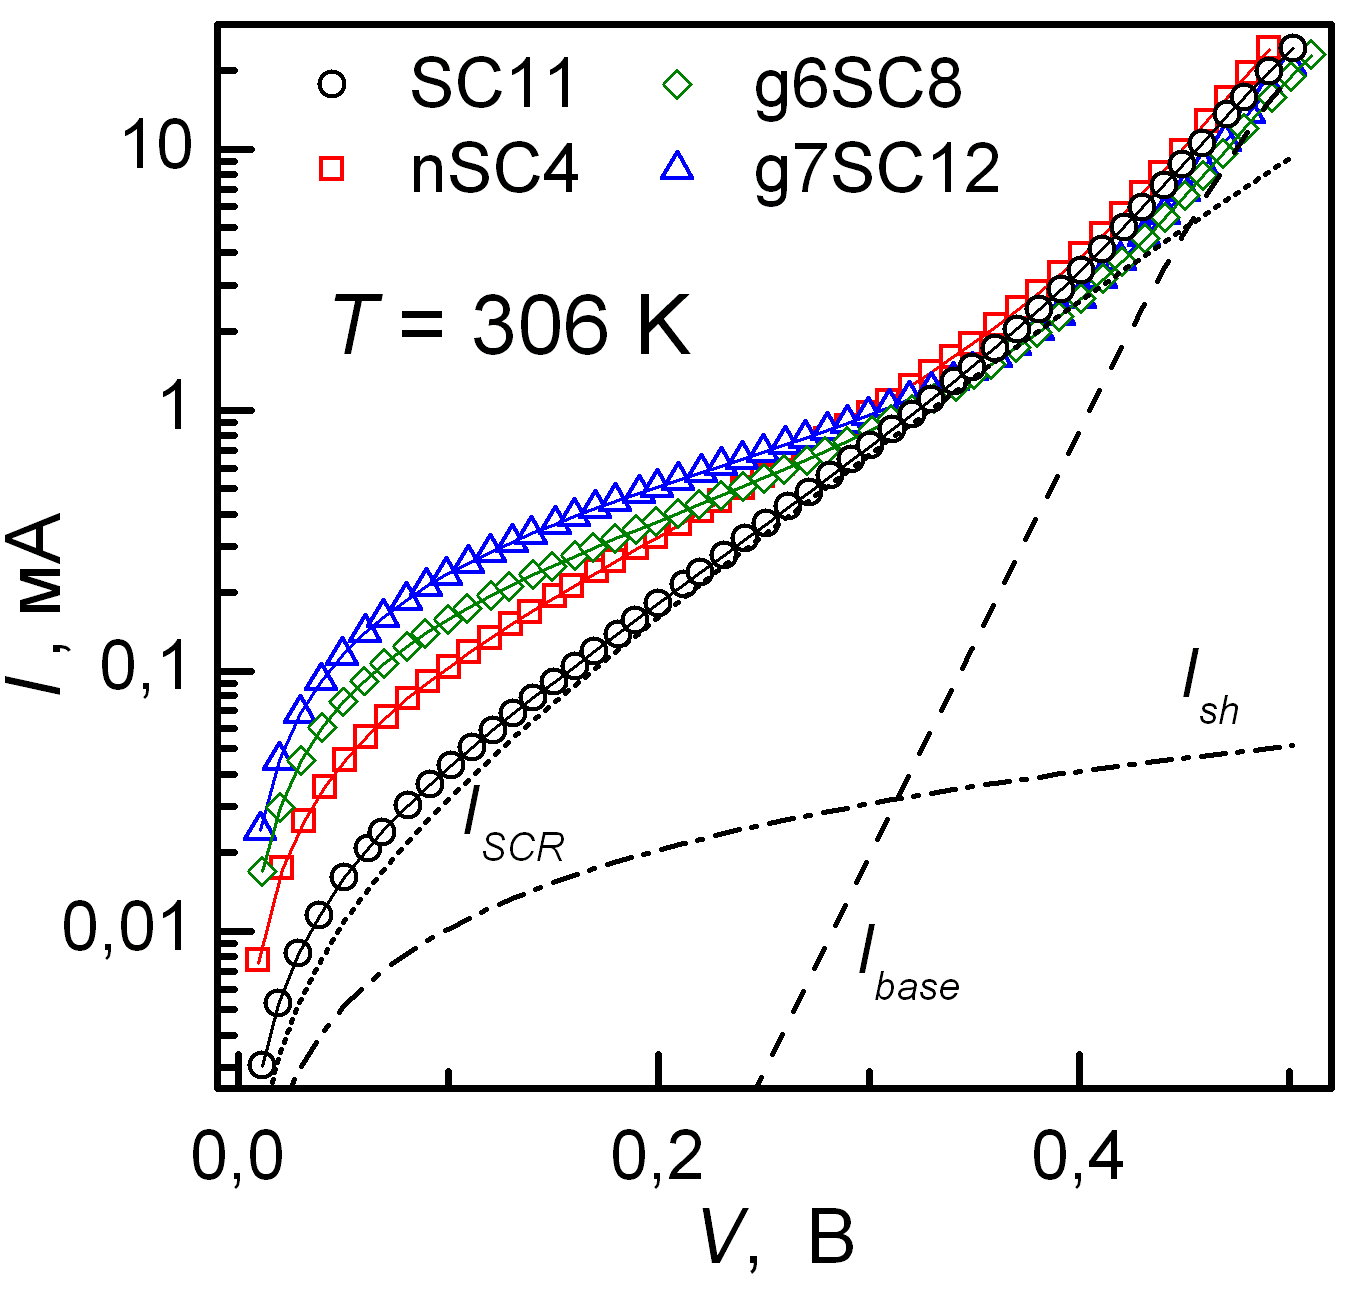 SC11 g6SC8
nSC4 g7SC12
T = 306 K
10
1
0,1
0,01
I, мА
I sh
I SCR
I base
0,0 0,2 0,4
V, В